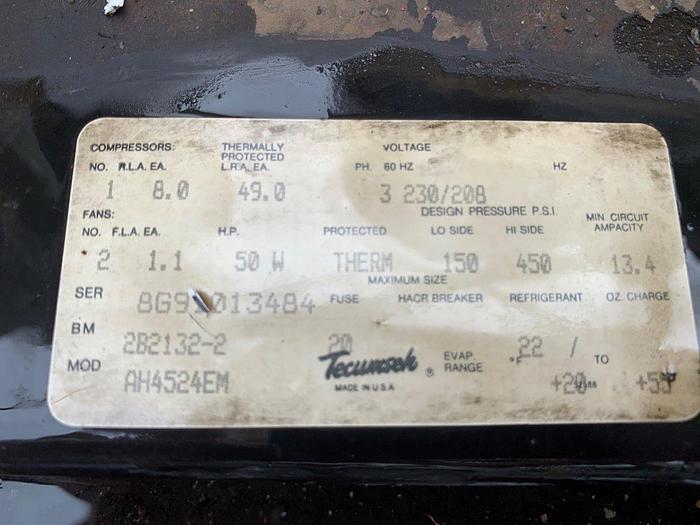 COMPRESSORS: THERMALLY PROTECTED VOLTAGE
NO. R.L.A. EA. L.R.A. EA. PH. 60 HZ HZ
1 8.0 49.0 3 230/208
FANS: DESIGN PRESSURE P.S.I. MIN CIRCUIT AMPACITY
NO. F.L.A. EA. H.P. PROTECTED LO SIDE HI SIDE
2 1.1 50 W THERM 150 450 13.4
MAXIMUM SIZE
SER 013484 FUSE HACR BREAKER REFRIGERANT OZ. CHARGE
BM 2B2132-2 20 22 /
MOD AH4524EM Tecumseh ® EVAP. RANGE °F +20 TO +55
MADE IN U.S.A